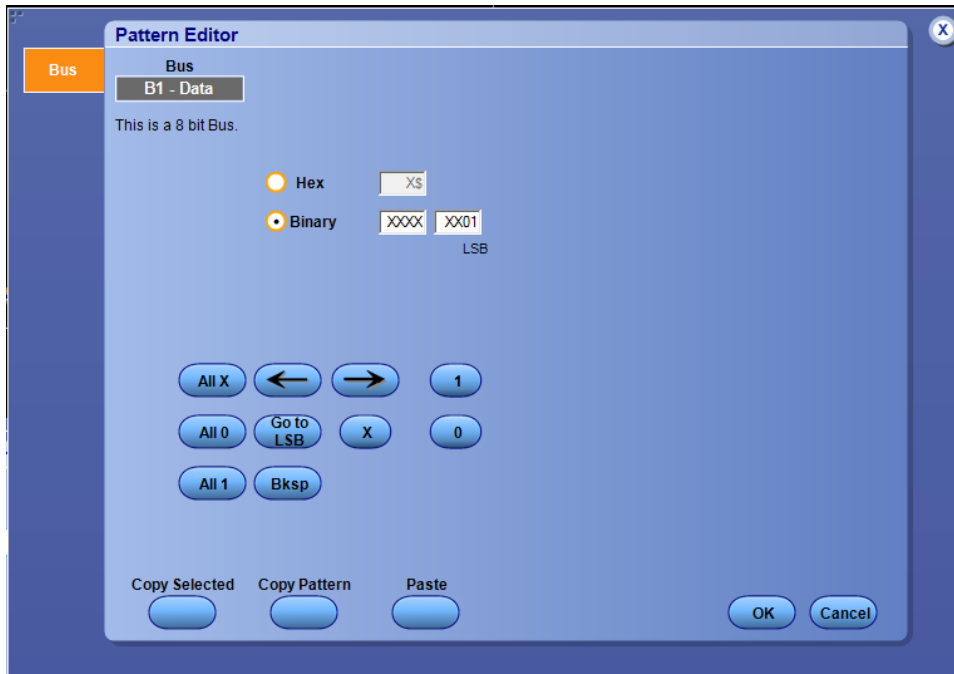 Pattern Editor
X
Bus
Bus
B1 - Data
This is a 8 bit Bus.
Hex X$
Binary XXXX XX01
LSB
All X 1
All 0 Go to LSB X 0
All 1 Bksp
Copy Selected Copy Pattern Paste
OK Cancel